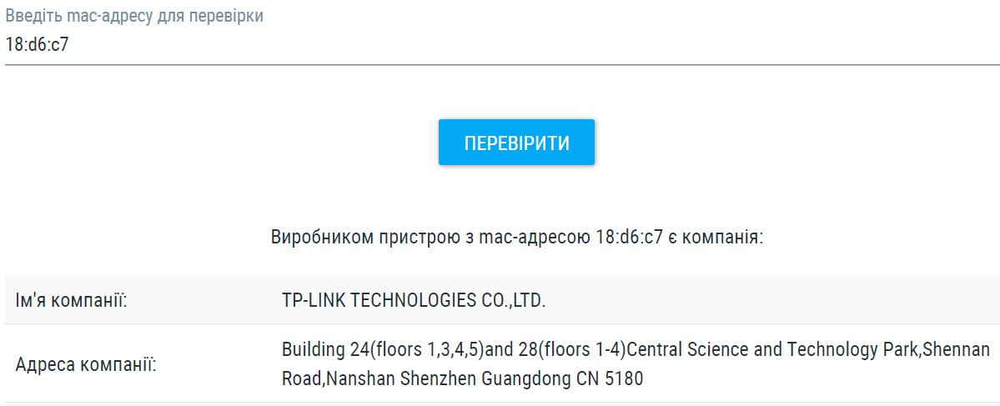 Введіть mac-адресу для перевірки
18:d6:c7
ПЕРЕВІРИТИ
Виробником пристрою з mac-адресою 18:d6:c7 є компанія:
Ім'я компанії: TP-LINK TECHNOLOGIES CO.,LTD.
Адреса компанії: Building 24(floors 1,3,4,5)and 28(floors 1-4)Central Science and Technology Park,Shennan
Road,Nanshan Shenzhen Guangdong CN 5180